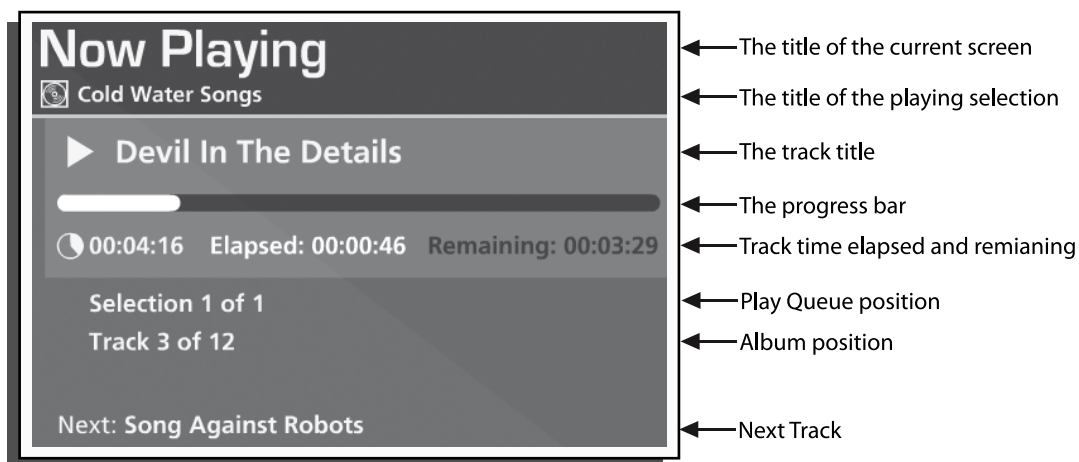 Now Playing
Cold Water Songs
Devil In The Details
00:04:16 Elapsed: 00:00:46 Remaining: 00:03:29
Selection 1 of 1
Track 3 of 12
Next: Song Against Robots
The title of the current screen
The title of the playing selection
The track title
The progress bar
Track time elapsed and remianing
Play Queue position
Album position
Next Track